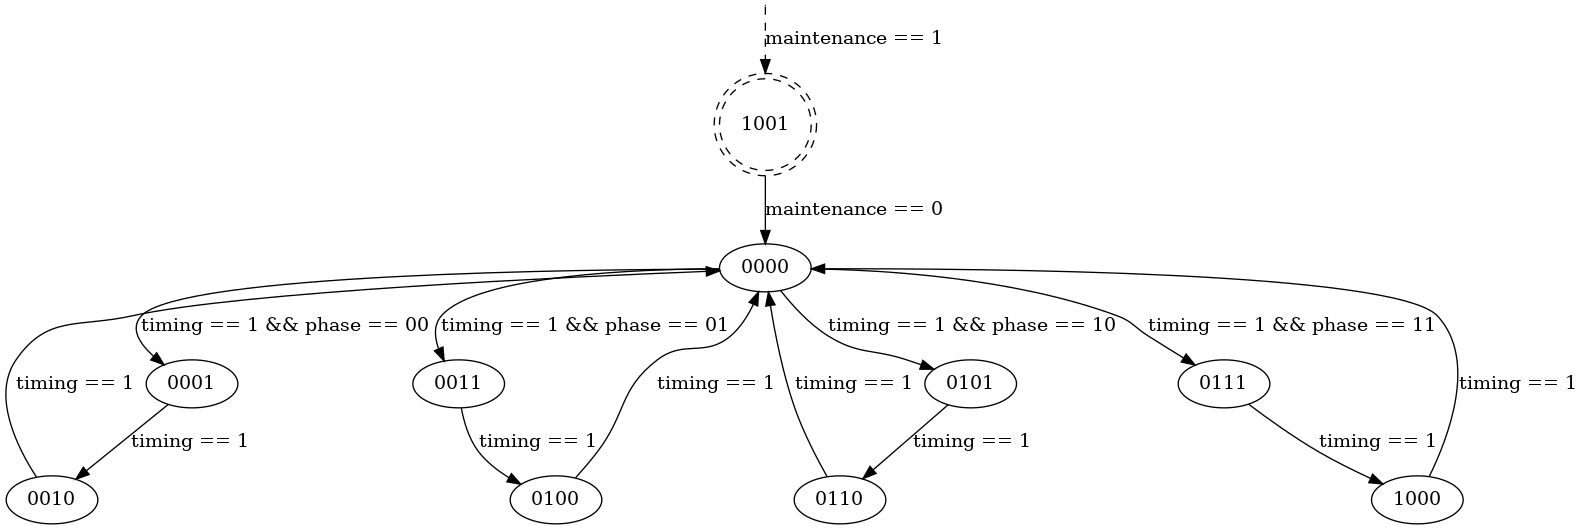 maintenance == 1
1001
maintenance == 0
0000
timing == 1 && phase == 00
timing == 1 && phase == 01
timing == 1 && phase == 10
timing == 1 && phase == 11
timing == 1
0001
0011
timing == 1
timing == 1
0101
0111
timing == 1
timing == 1
timing == 1
timing == 1
timing == 1
0010
0100
0110
1000